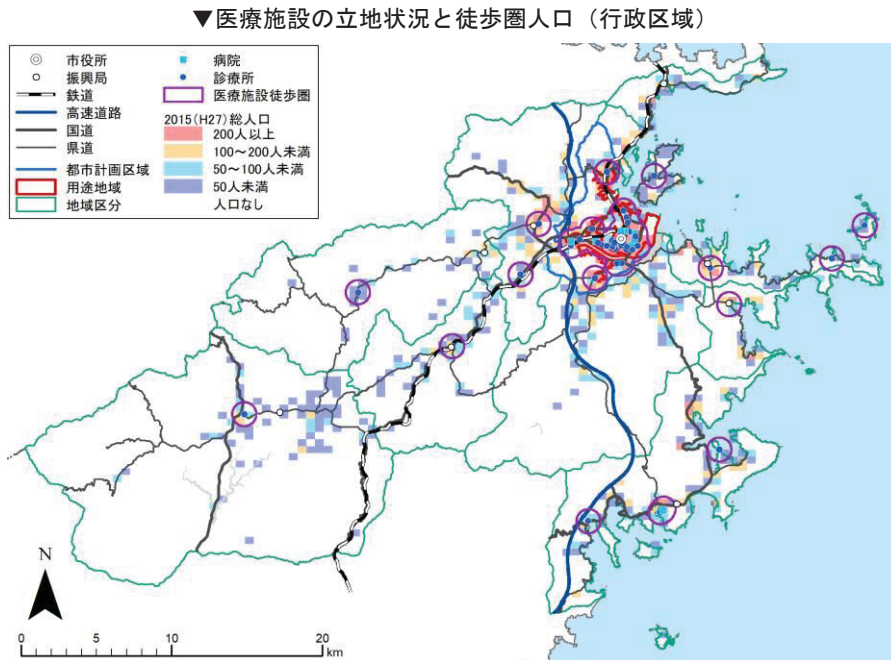 ▼医療施設の立地状況と徒歩圏人口（行政区域）
市役所
振興局
鉄道
高速道路
国道
県道
都市計画区域
用途地域
地域区分
病院
診療所
医療施設徒歩圏
2015(H27)総人口
200人以上
100～200人未満
50～100人未満
50人未満
人口なし
N
0 5 10 20
km